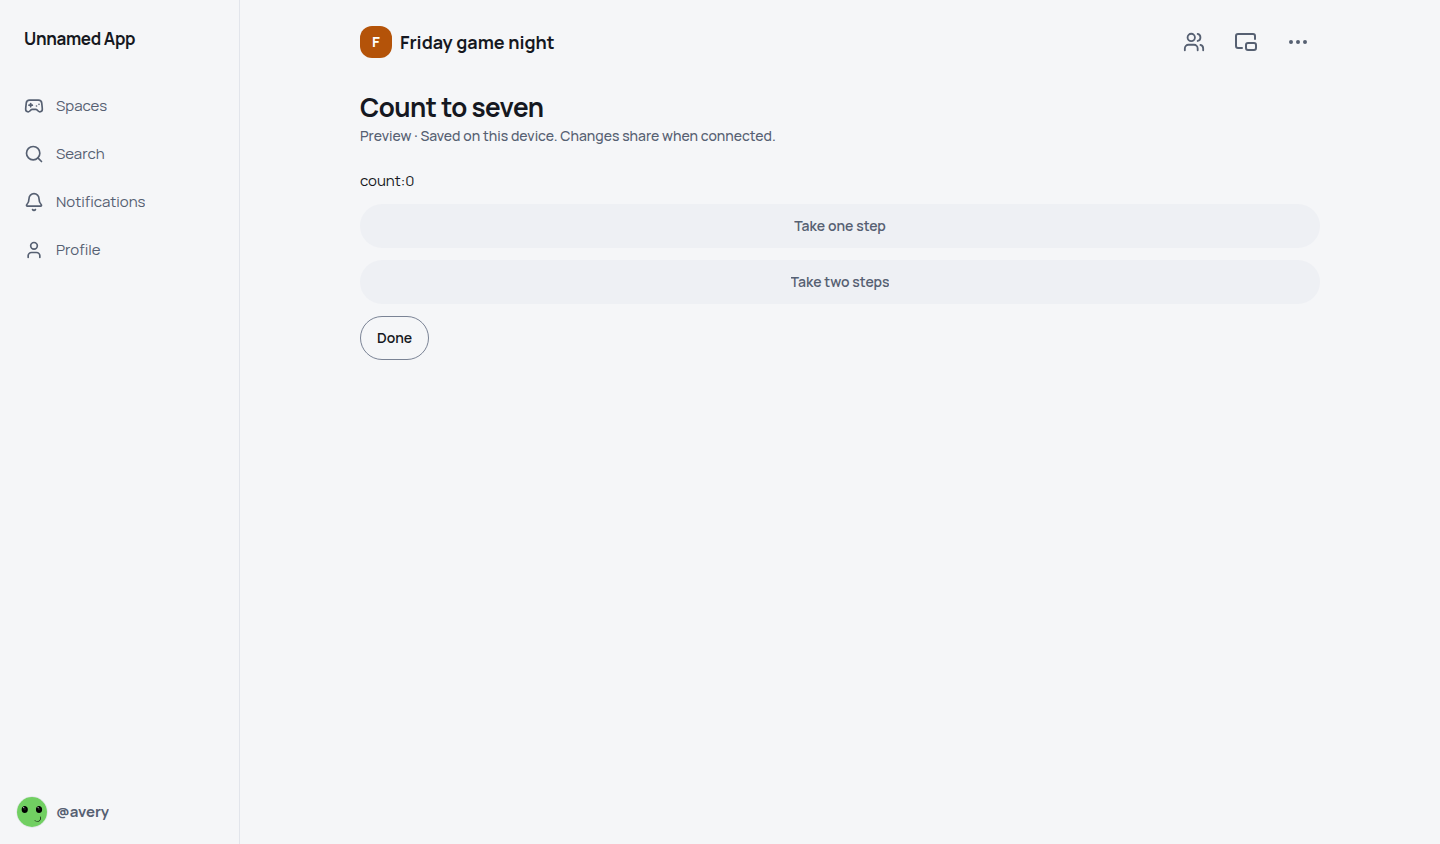 Unnamed App
Spaces
Search
Notifications
Profile
@avery
F
Friday game night
Count to seven
Preview · Saved on this device. Changes share when connected.
count:0
Take one step
Take two steps
Done